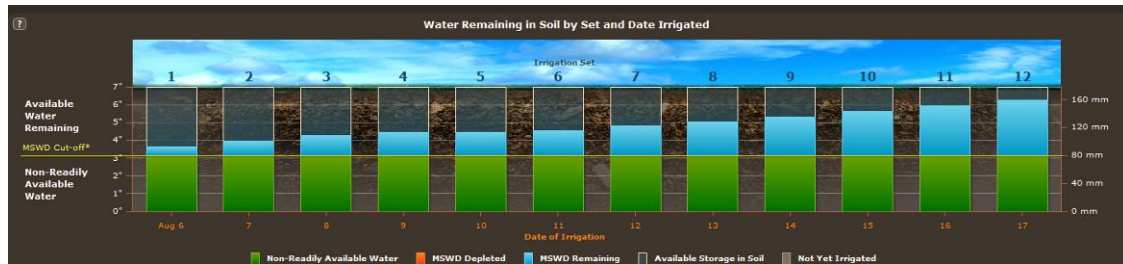 ?
Water Remaining in Soil by Set and Date Irrigated
Irrigation Set
1 2 3 4 5 6 7 8 9 10 11 12
Available
Water
Remaining
MSWD Cut-off*
Non-Readily
Available
Water
7"
6"
5"
4"
3"
2"
1"
0"
160 mm
120 mm
80 mm
40 mm
0 mm
Aug 6 7 8 9 10 11 12 13 14 15 16 17
Date of Irrigation
Non-Readily Available Water MSWD Depleted MSWD Remaining Available Storage in Soil Not Yet Irrigated